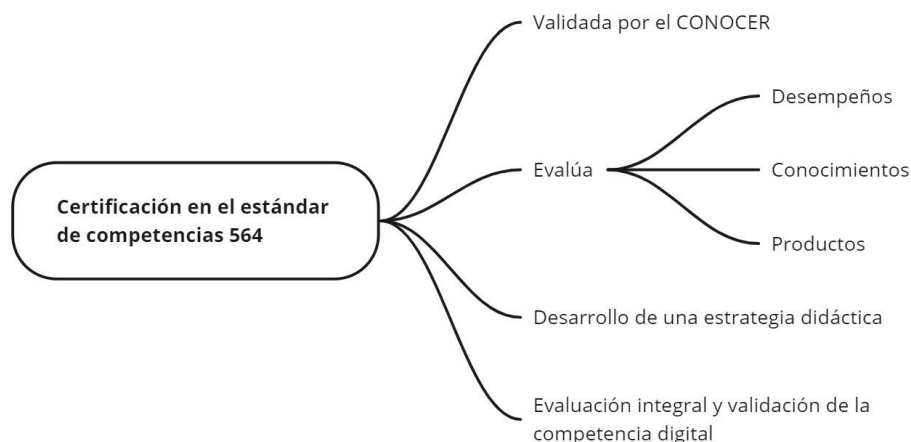 Validada por el CONOCER
Desempeños
Certificación en el estándar
de competencias 564
Evalúa
Conocimientos
Productos
Desarrollo de una estrategia didáctica
Evaluación integral y validación de la
competencia digital